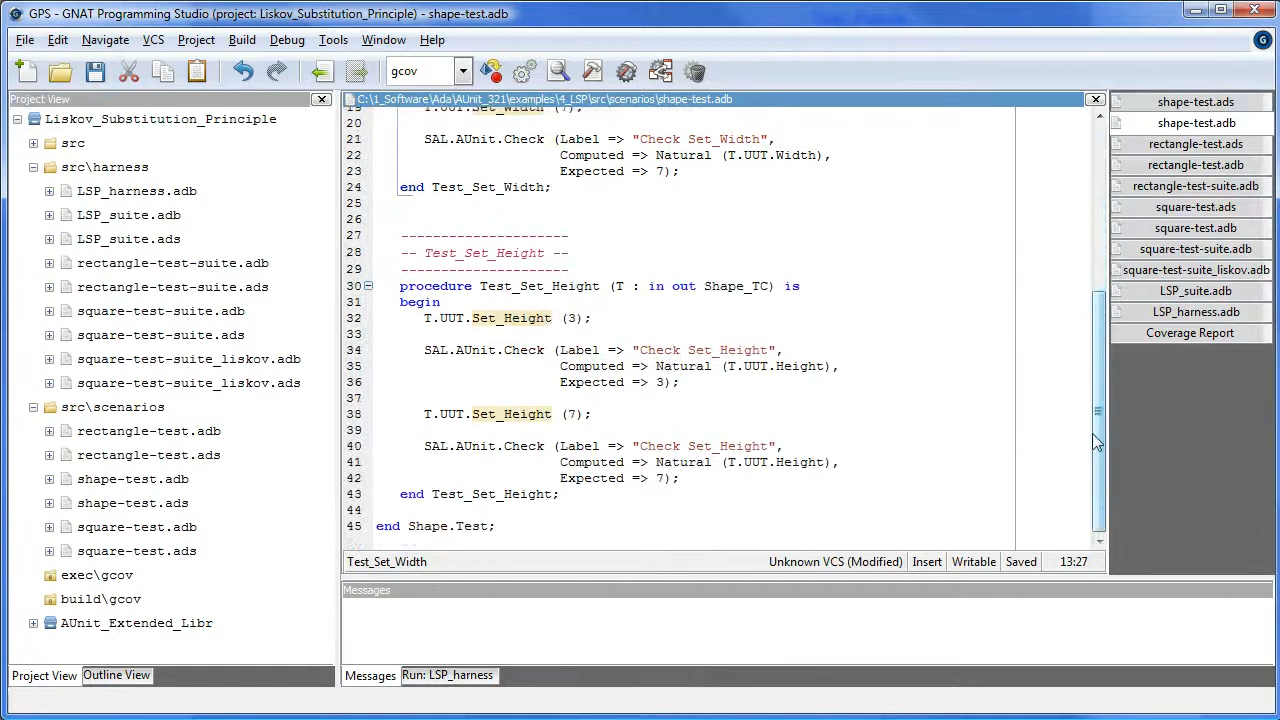 GPS - GNAT Programming Studio (project: Liskov_Substitution_Principle) - shape-test.adb
File Edit Navigate VCS Project Build Debug Tools Window Help
gcov
Project View
Liskov_Substitution_Principle
src
src\harness
LSP_harness.adb
LSP_suite.adb
LSP_suite.ads
rectangle-test-suite.adb
rectangle-test-suite.ads
square-test-suite.adb
square-test-suite.ads
square-test-suite_liskov.adb
square-test-suite_liskov.ads
src\scenarios
rectangle-test.adb
rectangle-test.ads
shape-test.adb
shape-test.ads
square-test.adb
square-test.ads
exec\gcov
build\gcov
AUnit_Extended_Libr
Project View Outline View
C:\1_Software\Ada\AUnit_321\examples\4_LSP\src\scenarios\shape-test.adb
19 T.UUT.Set_Width (7);
20
21 SAL.AUnit.Check (Label => "Check Set_Width",
22 Computed => Natural (T.UUT.Width),
23 Expected => 7);
24 end Test_Set_Width;
25
26
27 ---------------------
28 -- Test_Set_Height --
29 ---------------------
30 procedure Test_Set_Height (T : in out Shape_TC) is
31 begin
32 T.UUT.Set_Height (3);
33
34 SAL.AUnit.Check (Label => "Check Set_Height",
35 Computed => Natural (T.UUT.Height),
36 Expected => 3);
37
38 T.UUT.Set_Height (7);
39
40 SAL.AUnit.Check (Label => "Check Set_Height",
41 Computed => Natural (T.UUT.Height),
42 Expected => 7);
43 end Test_Set_Height;
44
45 end Shape.Test;
Test_Set_Width Unknown VCS (Modified) Insert Writable Saved 13:27
shape-test.ads
shape-test.adb
rectangle-test.ads
rectangle-test.adb
rectangle-test-suite.adb
square-test.ads
square-test.adb
square-test-suite.adb
square-test-suite_liskov.adb
LSP_suite.adb
LSP_harness.adb
Coverage Report
Messages
Messages Run: LSP_harness